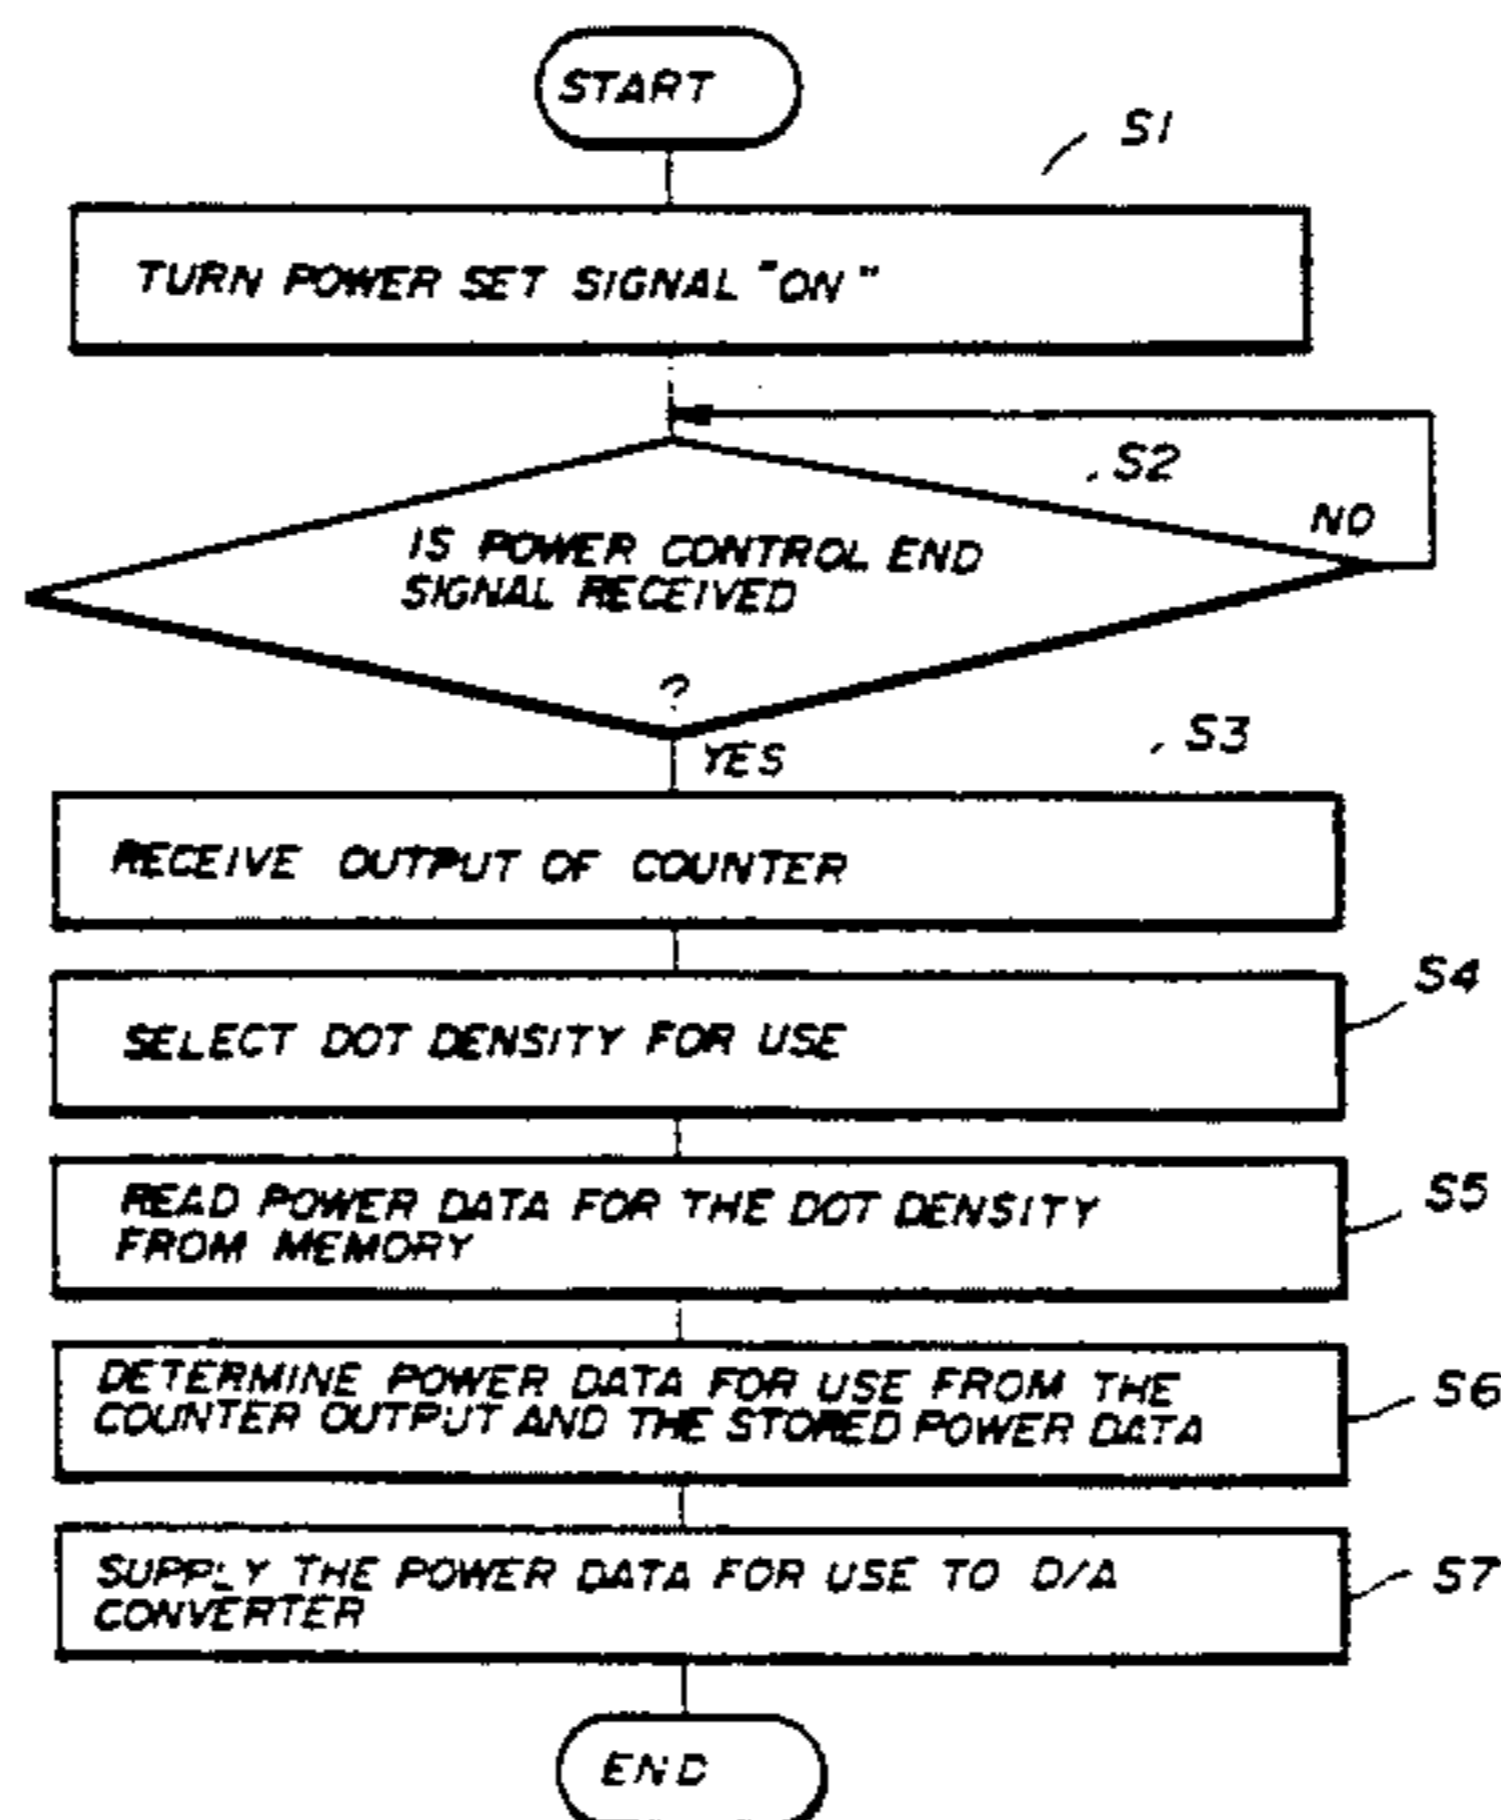 START
S1
TURN POWER SET SIGNAL "ON"
S2
NO
IS POWER CONTROL END
SIGNAL RECEIVED
?
YES
S3
RECEIVE OUTPUT OF COUNTER
S4
SELECT DOT DENSITY FOR USE
S5
READ POWER DATA FOR THE DOT DENSITY
FROM MEMORY
S6
DETERMINE POWER DATA FOR USE FROM THE
COUNTER OUTPUT AND THE STORED POWER DATA
S7
SUPPLY THE POWER DATA FOR USE TO D/A
CONVERTER
END